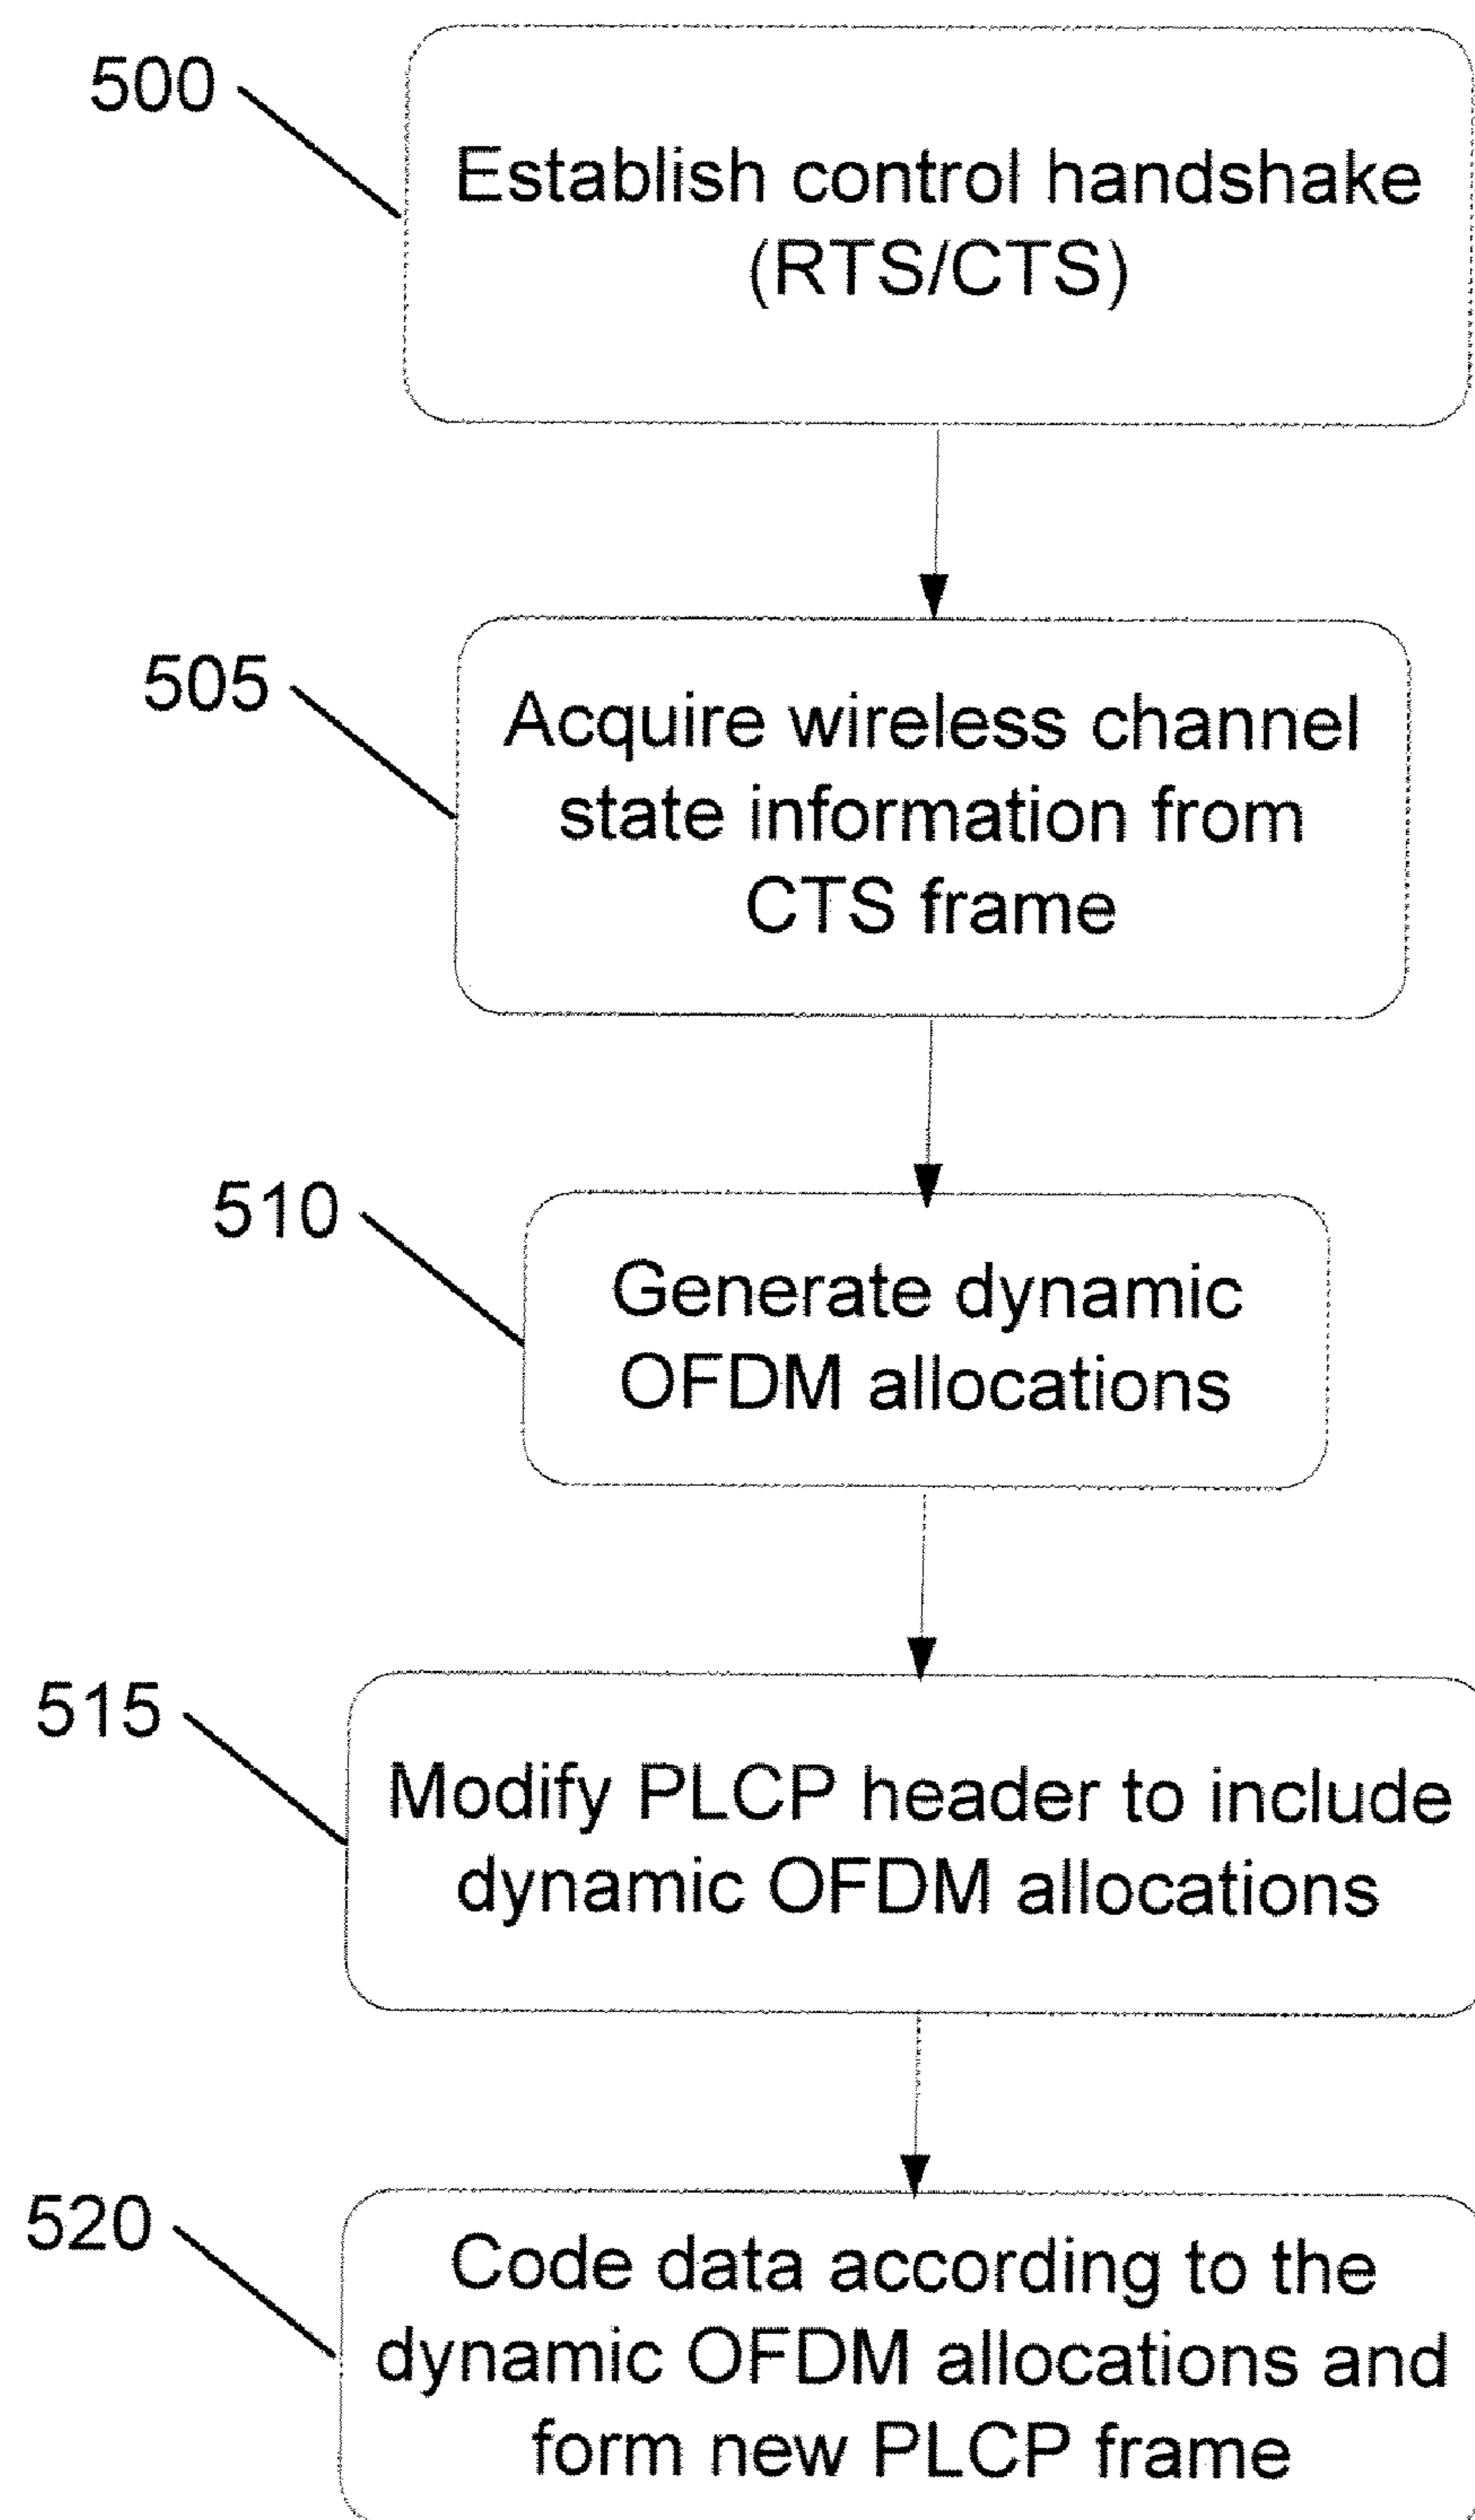 500
Establish control handshake
(RTS/CTS)
505
Acquire wireless channel
state information from
CTS frame
510
Generate dynamic
OFDM allocations
515
Modify PLCP header to include
dynamic OFDM allocations
520
Code data according to the
dynamic OFDM allocations and
form new PLCP frame